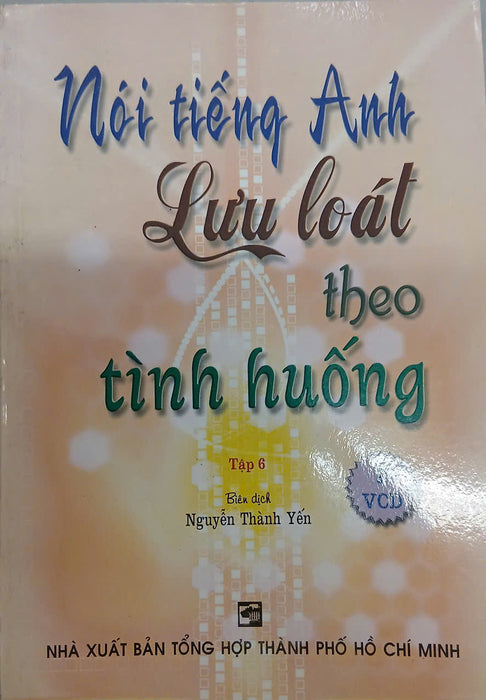 Nói tiếng Anh
Lưu loát
theo
tình huống
Tập 6
Biên dịch
Nguyễn Thành Yến
VCD
NHÀ XUẤT BẢN TỔNG HỢP THÀNH PHỐ HỒ CHÍ MINH